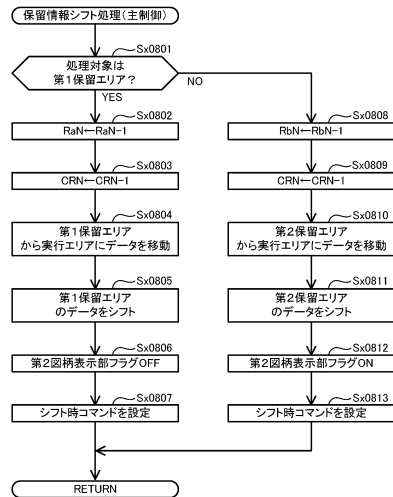 保留情報シフト処理(主制御)
Sx0801
処理対象は
第1保留エリア?
NO
YES
Sx0802
RaN←RaN-1
Sx0803
CRN←CRN-1
Sx0804
第1保留エリア
から実行エリアにデータを移動
Sx0805
第1保留エリア
のデータをシフト
Sx0806
第2図柄表示部フラグOFF
Sx0807
シフト時コマンドを設定
Sx0808
RbN←RbN-1
Sx0809
CRN←CRN-1
Sx0810
第2保留エリア
から実行エリアにデータを移動
Sx0811
第2保留エリア
のデータをシフト
Sx0812
第2図柄表示部フラグON
Sx0813
シフト時コマンドを設定
RETURN